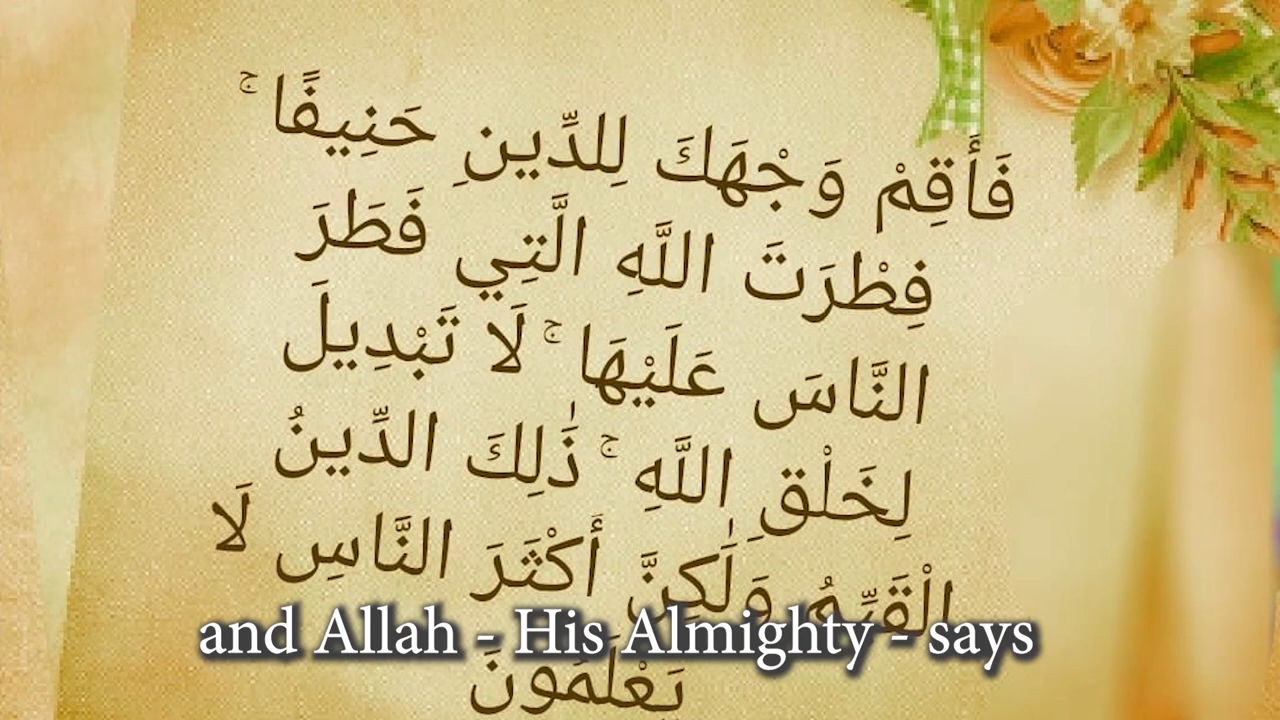 فَأَقِمْ وَجْهَكَ لِلدِّينِ حَنِيفًا ۚ
فِطْرَتَ اللَّهِ الَّتِي فَطَرَ
النَّاسَ عَلَيْهَا ۚ لَا تَبْدِيلَ
لِخَلْقِ اللَّهِ ۚ ذَٰلِكَ الدِّينُ
الْقَيِّمُ وَلَٰكِنَّ أَكْثَرَ النَّاسِ لَا
and Allah - His Almighty - says
يَعْلَمُونَ